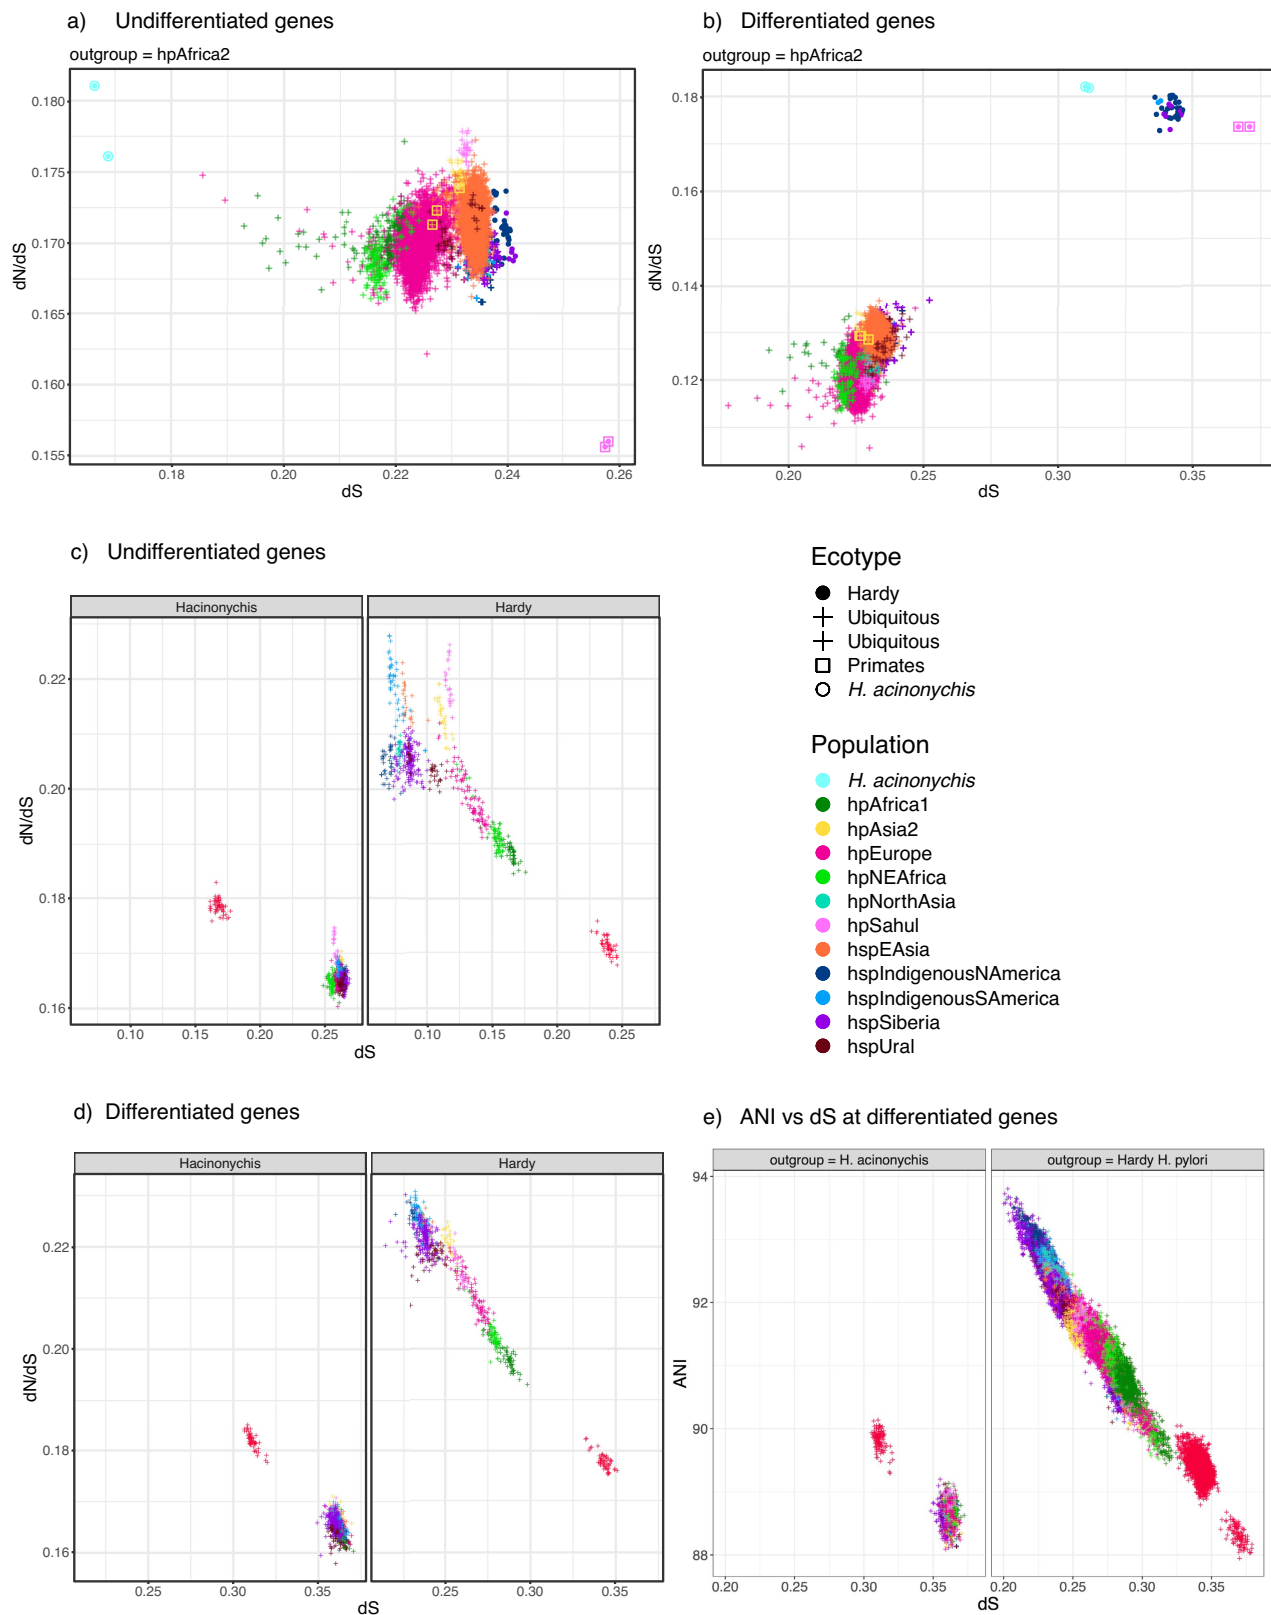 a) Undifferentiated genes
outgroup = hpAfrica2
0.180
0.175
0.170
0.165
0.160
0.155
dN/dS
0.18
0.20
0.22
0.24
0.26
dS
b) Differentiated genes
outgroup = hpAfrica2
0.18
0.16
0.14
0.12
dN/dS
0.20
0.25
0.30
0.35
dS
c) Undifferentiated genes
Hacinonychis
Hardy
0.22
0.20
0.18
0.16
dN/dS
0.10
0.15
0.20
0.25
0.10
0.15
0.20
0.25
dS
Ecotype
Hardy
Ubiquitous
Ubiquitous
Primates
H. acinonychis
Population
H. acinonychis
hpAfrica1
hpAsia2
hpEurope
hpNEAfrica
hpNorthAsia
hpSahul
hspEAsia
hspIndigenousNAmerica
hspIndigenousSAmerica
hspSiberia
hspUral
d) Differentiated genes
Hacinonychis
Hardy
0.22
0.20
0.18
0.16
dN/dS
0.25
0.30
0.35
0.25
0.30
0.35
dS
e) ANI vs dS at differentiated genes
outgroup = H. acinonychis
outgroup = Hardy H. pylori
94
92
90
88
ANI
0.20
0.25
0.30
0.35
0.20
0.25
0.30
0.35
dS